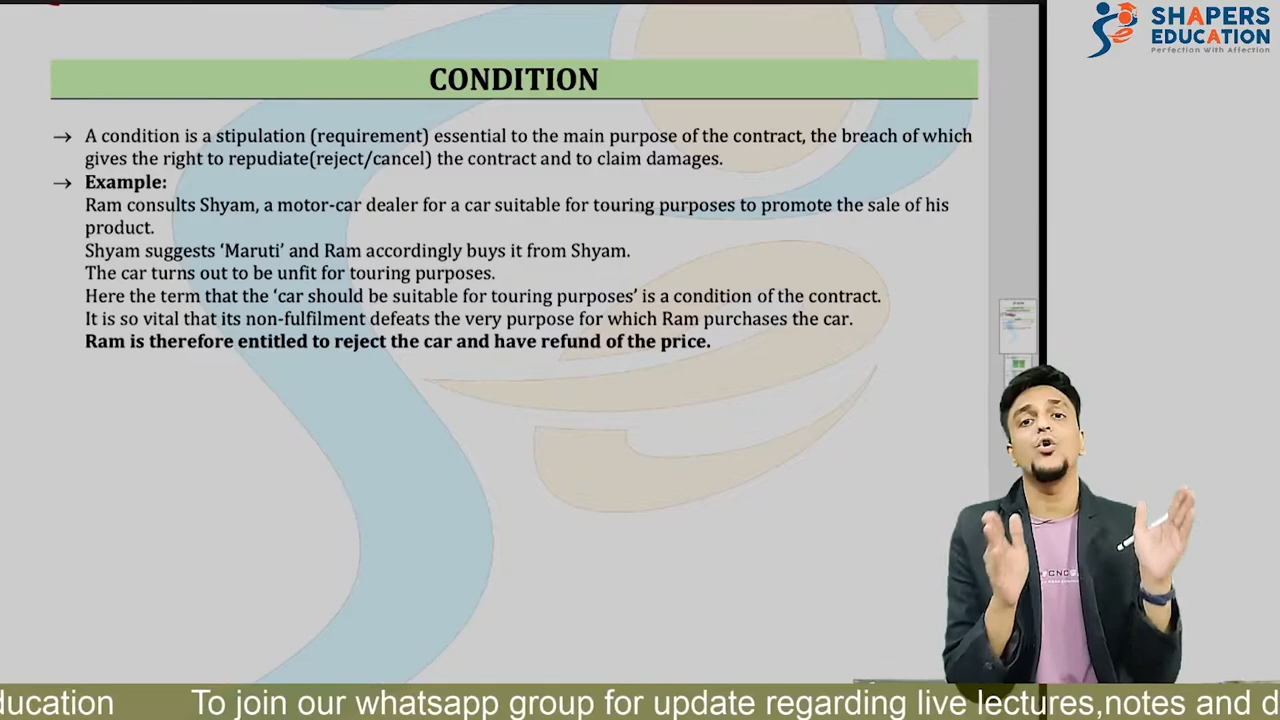 SHAPERS
EDUCATION
Perfection With Affection
CONDITION
→ A condition is a stipulation (requirement) essential to the main purpose of the contract, the breach of which
gives the right to repudiate(reject/cancel) the contract and to claim damages.
→ Example:
Ram consults Shyam, a motor-car dealer for a car suitable for touring purposes to promote the sale of his
product.
Shyam suggests ‘Maruti’ and Ram accordingly buys it from Shyam.
The car turns out to be unfit for touring purposes.
Here the term that the ‘car should be suitable for touring purposes’ is a condition of the contract.
It is so vital that its non-fulfilment defeats the very purpose for which Ram purchases the car.
Ram is therefore entitled to reject the car and have refund of the price.
ducation To join our whatsapp group for update regarding live lectures,notes and d